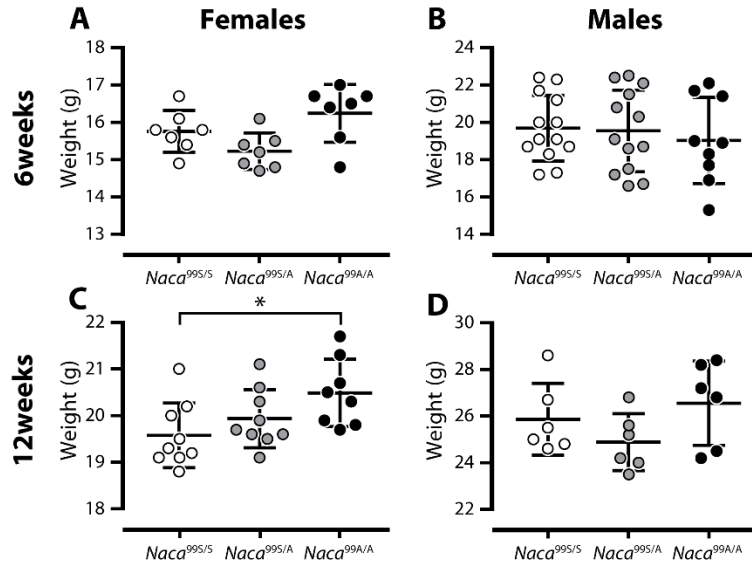 A Females B Males
6weeks
Weight (g)
18
17
16
15
14
13
Naca99S/S Naca99S/A Naca99A/A
Weight (g)
24
22
20
18
16
14
Naca99S/S Naca99S/A Naca99A/A
12weeks
C
*
Weight (g)
22
21
20
19
18
Naca99S/S Naca99S/A Naca99A/A
D
Weight (g)
30
28
26
24
22
Naca99S/S Naca99S/A Naca99A/A